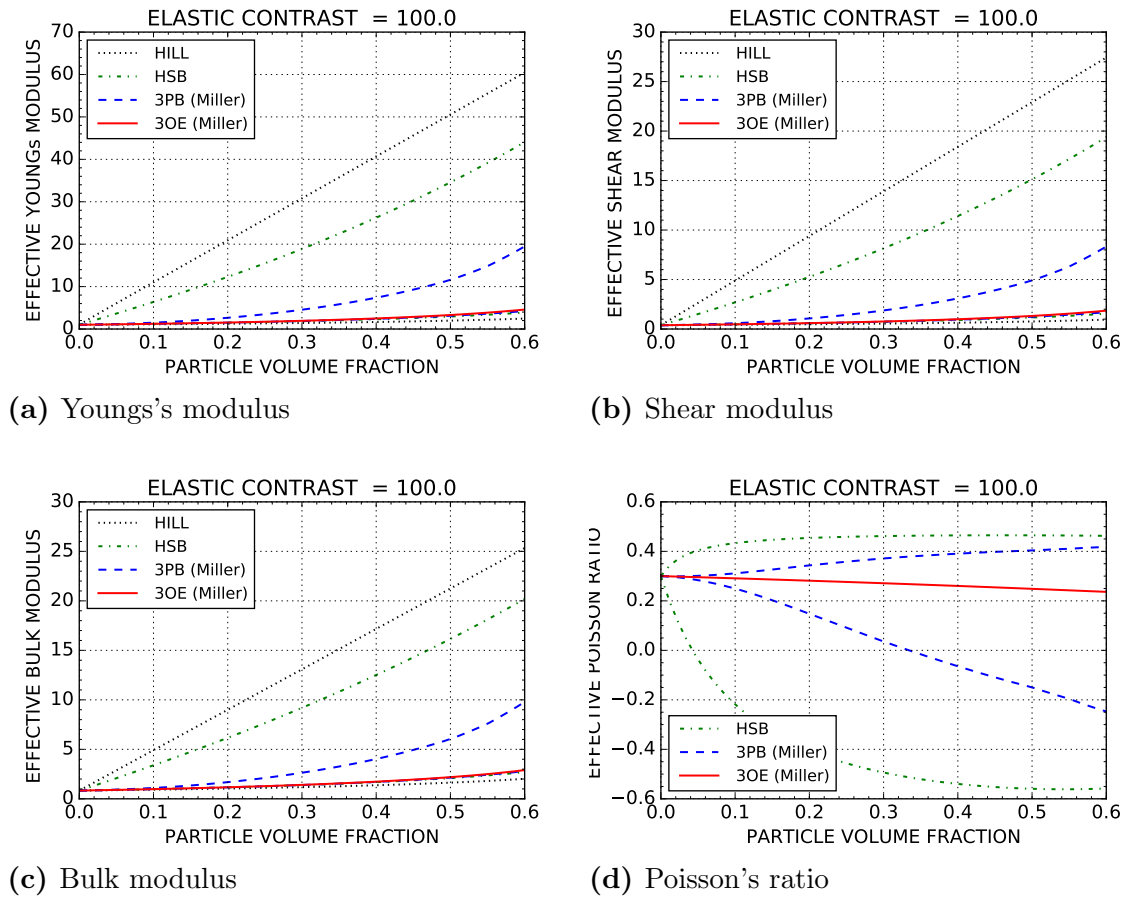 ELASTIC CONTRAST = 100.0
EFFECTIVE YOUNGs MODULUS
70
60
50
40
30
20
10
0
HILL
HSB
3PB (Miller)
3OE (Miller)
0.0 0.1 0.2 0.3 0.4 0.5 0.6
PARTICLE VOLUME FRACTION
(a) Youngs's modulus
ELASTIC CONTRAST = 100.0
EFFECTIVE SHEAR MODULUS
30
25
20
15
10
5
0
HILL
HSB
3PB (Miller)
3OE (Miller)
0.0 0.1 0.2 0.3 0.4 0.5 0.6
PARTICLE VOLUME FRACTION
(b) Shear modulus
ELASTIC CONTRAST = 100.0
EFFECTIVE BULK MODULUS
30
25
20
15
10
5
0
HILL
HSB
3PB (Miller)
3OE (Miller)
0.0 0.1 0.2 0.3 0.4 0.5 0.6
PARTICLE VOLUME FRACTION
(c) Bulk modulus
ELASTIC CONTRAST = 100.0
EFFECTIVE POISSON RATIO
0.6
0.4
0.2
0.0
−0.2
−0.4
−0.6
HSB
3PB (Miller)
3OE (Miller)
0.0 0.1 0.2 0.3 0.4 0.5 0.6
PARTICLE VOLUME FRACTION
(d) Poisson's ratio